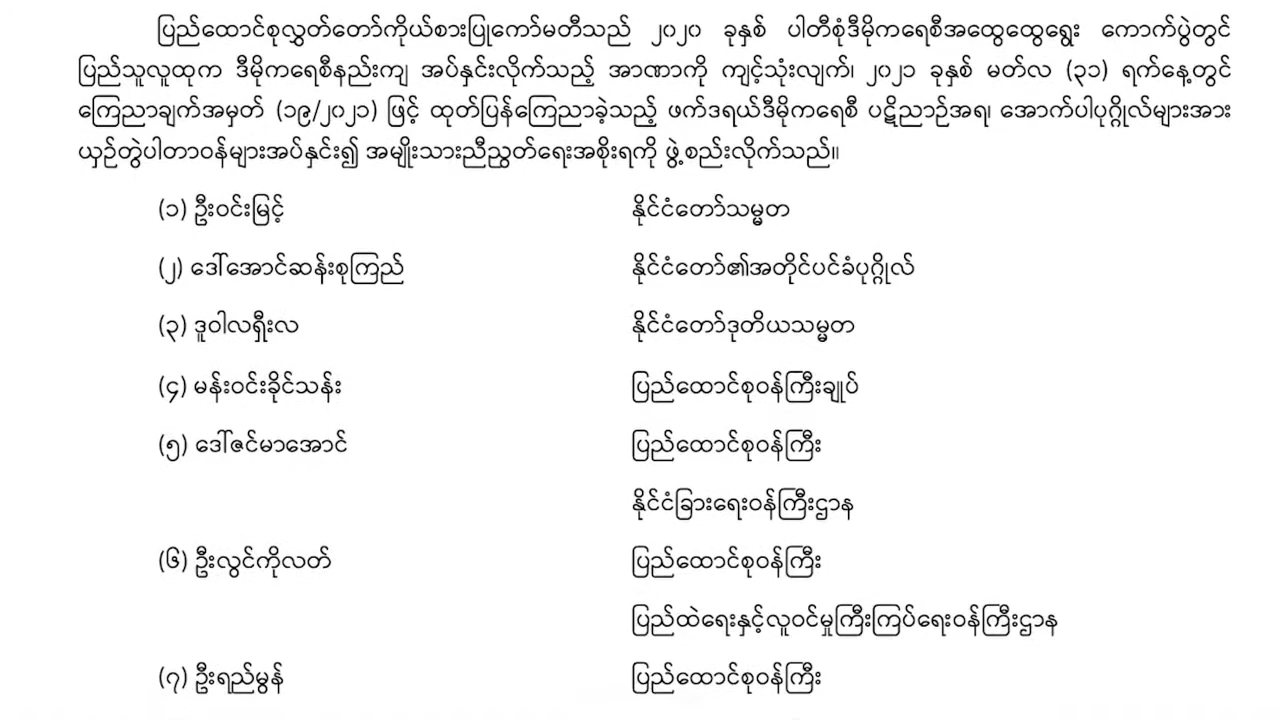 ပြည်ထောင်စုလွှတ်တော်ကိုယ်စားပြုကော်မတီသည် ၂၀၂၀ ခုနှစ် ပါတီစုံဒီမိုကရေစီအထွေထွေရွေး ကောက်ပွဲတွင်
ပြည်သူလူထုက ဒီမိုကရေစီနည်းကျ အပ်နှင်းလိုက်သည့် အာဏာကို ကျင့်သုံးလျက်၊ ၂၀၂၁ ခုနှစ် မတ်လ (၃၁) ရက်နေ့တွင်
ကြေညာချက်အမှတ် (၁၉/၂၀၂၁) ဖြင့် ထုတ်ပြန်ကြေညာခဲ့သည့် ဖက်ဒရယ်ဒီမိုကရေစီ ပဋိညာဉ်အရ၊ အောက်ပါပုဂ္ဂိုလ်များအား
ယှဉ်တွဲပါတာဝန်များအပ်နှင်း၍ အမျိုးသားညီညွတ်ရေးအစိုးရကို ဖွဲ့စည်းလိုက်သည်။
(၁) ဦးဝင်းမြင့် နိုင်ငံတော်သမ္မတ
(၂) ဒေါ်အောင်ဆန်းစုကြည် နိုင်ငံတော်၏အတိုင်ပင်ခံပုဂ္ဂိုလ်
(၃) ဒူဝါလရှီးလ နိုင်ငံတော်ဒုတိယသမ္မတ
(၄) မန်းဝင်းခိုင်သန်း ပြည်ထောင်စုဝန်ကြီးချုပ်
(၅) ဒေါ်ဇင်မာအောင် ပြည်ထောင်စုဝန်ကြီး
နိုင်ငံခြားရေးဝန်ကြီးဌာန
(၆) ဦးလွင်ကိုလတ် ပြည်ထောင်စုဝန်ကြီး
ပြည်ထဲရေးနှင့်လူဝင်မှုကြီးကြပ်ရေးဝန်ကြီးဌာန
(၇) ဦးရည်မွန် ပြည်ထောင်စုဝန်ကြီး